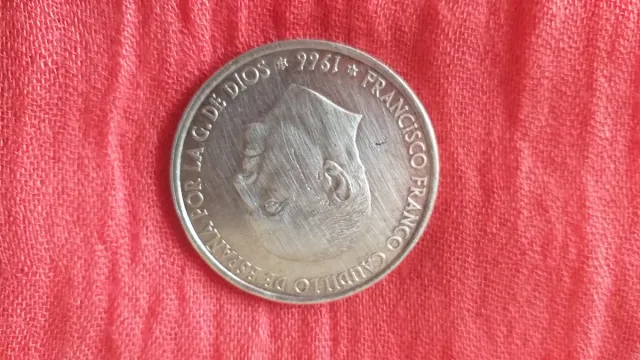 FRANCISCO FRANCO CAUDILLO DE ESPAÑA POR LA G. DE DIOS * 1966 *